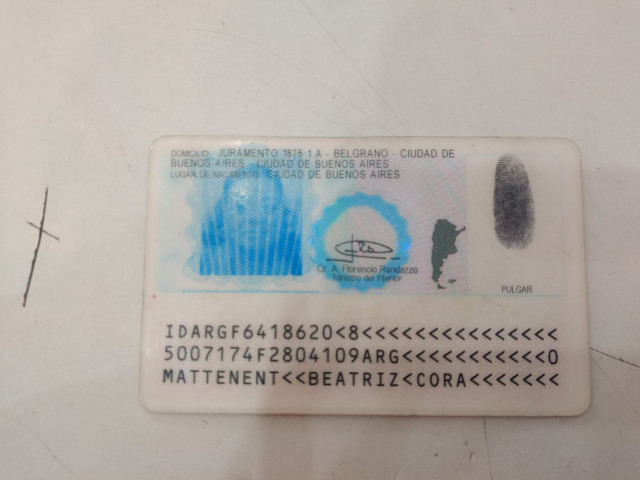 DOMICILIO: JURAMENTO 1875 1 A - BELGRANO - CIUDAD DE
BUENOS AIRES - CIUDAD DE BUENOS AIRES
LUGAR DE NACIMIENTO: CIUDAD DE BUENOS AIRES
Cr. A. Florencio Randazzo
Ministro del Interior
PULGAR
IDARGF6418620<8<<<<<<<<<<<<<<<
5007174F2804109ARG<<<<<<<<<<<0
MATTENENT<<BEATRIZ<CORA<<<<<<<